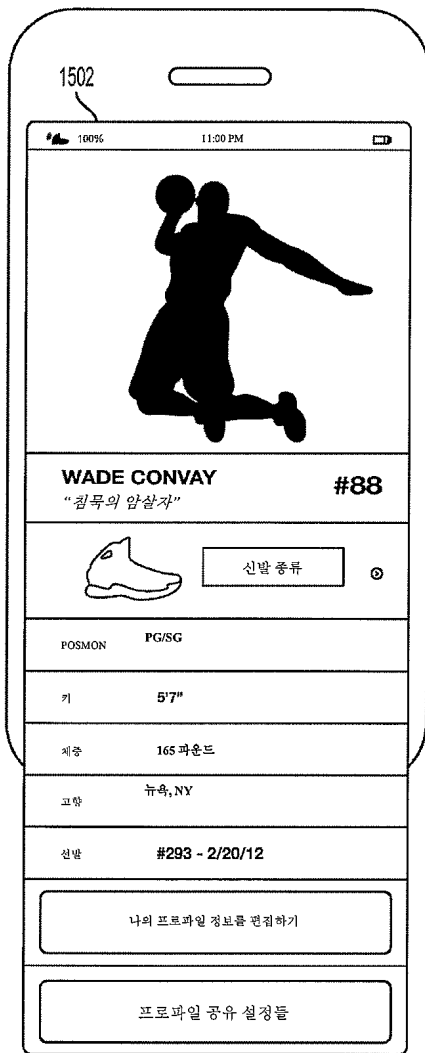 1502
100%
11:00 PM
WADE CONVAY
#88
“침묵의 암살자”
신발 종류
POSMON
PG/SG
키
5'7"
체중
165 파운드
고향
뉴욕, NY
선발
#293 - 2/20/12
나의 프로파일 정보를 편집하기
프로파일 공유 설정들